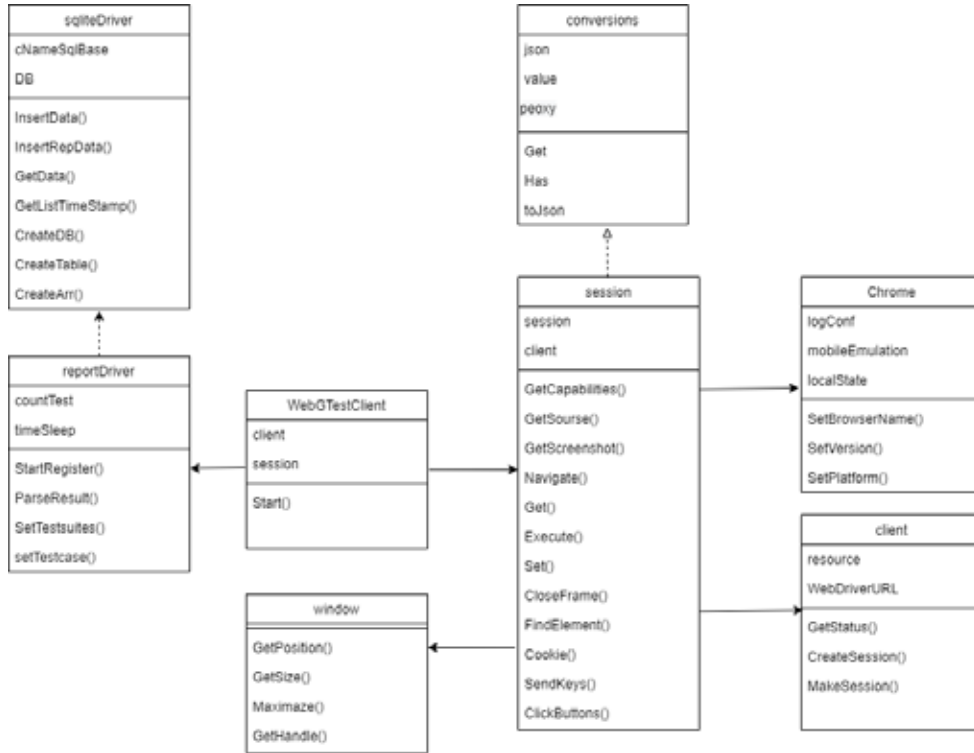 sqliteDriver
cNameSqlBase
DB
InsertData()
InsertRepData()
GetData()
GetListTimeStamp()
CreateDB()
CreateTable()
CreateArr()
conversions
json
value
peoxy
Get
Has
toJson
reportDriver
countTest
timeSleep
StartRegister()
ParseResult()
SetTestsuites()
setTestcase()
WebGTestClient
client
session
Start()
window
GetPosition()
GetSize()
Maximaze()
GetHandle()
session
session
client
GetCapabilities()
GetSourse()
GetScreenshot()
Navigate()
Get()
Execute()
Set()
CloseFrame()
FindElement()
Cookie()
SendKeys()
ClickButtons()
Chrome
logConf
mobileEmulation
localState
SetBrowserName()
SetVersion()
SetPlatform()
client
resource
WebDriverURL
GetStatus()
CreateSession()
MakeSession()